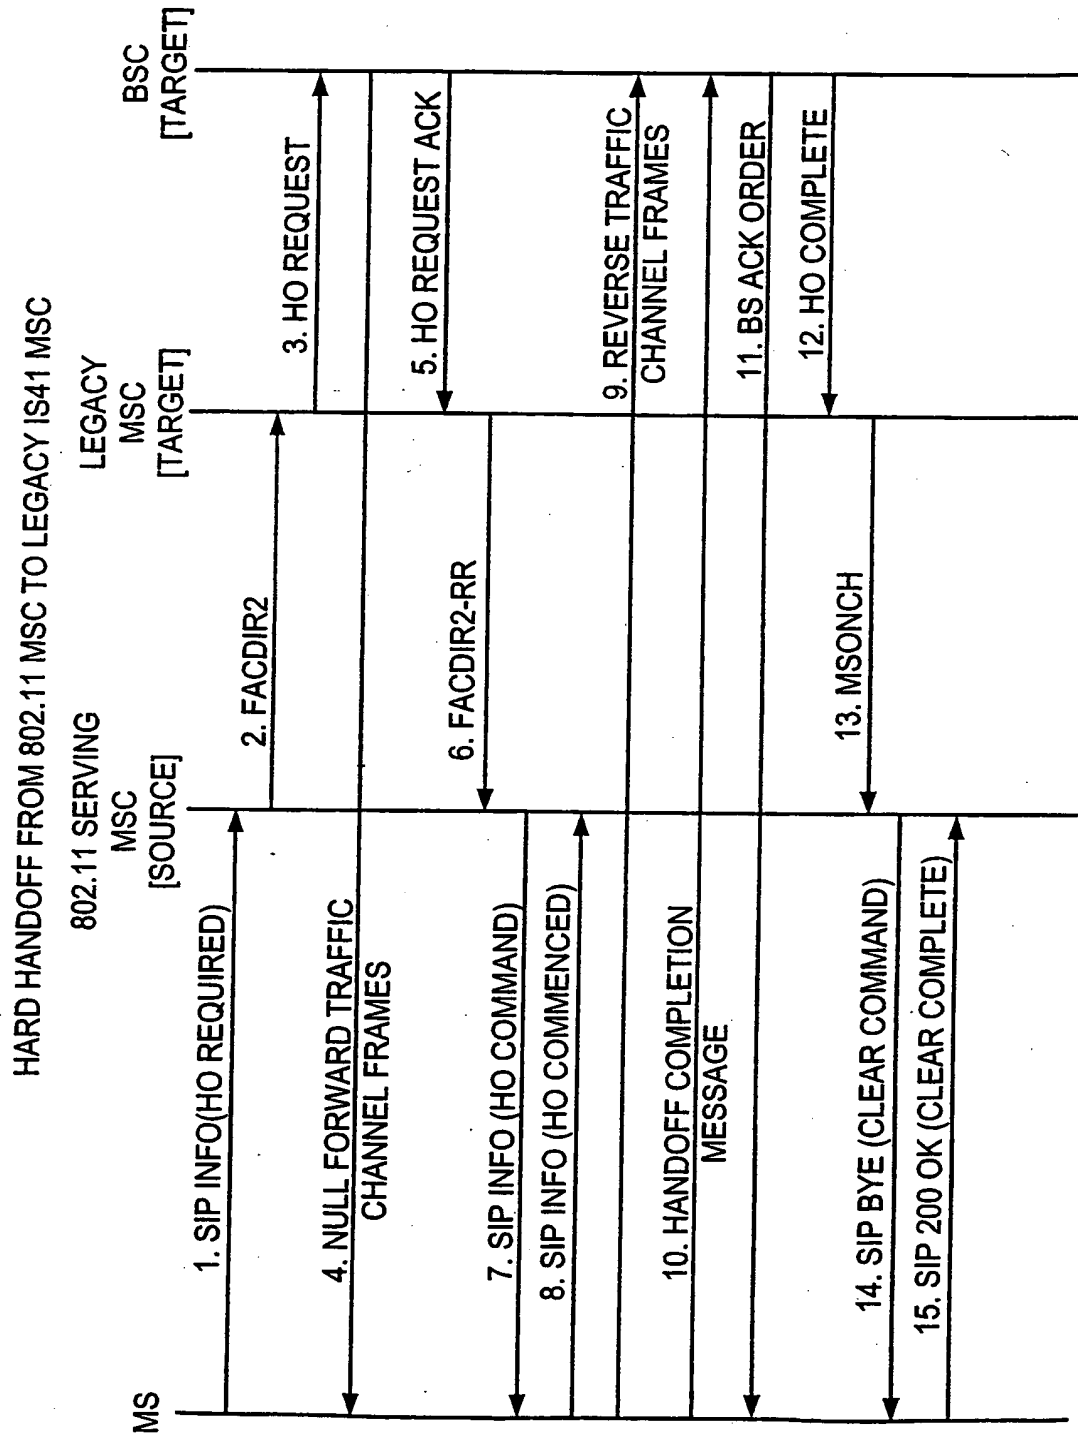 HARD HANDOFF FROM 802.11 MSC TO LEGACY IS41 MSC
MS
802.11 SERVING
MSC
[SOURCE]
LEGACY
MSC
[TARGET]
BSC
[TARGET]
1. SIP INFO(HO REQUIRED)
2. FACDIR2
3. HO REQUEST
4. NULL FORWARD TRAFFIC
CHANNEL FRAMES
5. HO REQUEST ACK
6. FACDIR2-RR
7. SIP INFO (HO COMMAND)
8. SIP INFO (HO COMMENCED)
9. REVERSE TRAFFIC
CHANNEL FRAMES
10. HANDOFF COMPLETION
MESSAGE
11. BS ACK ORDER
12. HO COMPLETE
13. MSONCH
14. SIP BYE (CLEAR COMMAND)
15. SIP 200 OK (CLEAR COMPLETE)